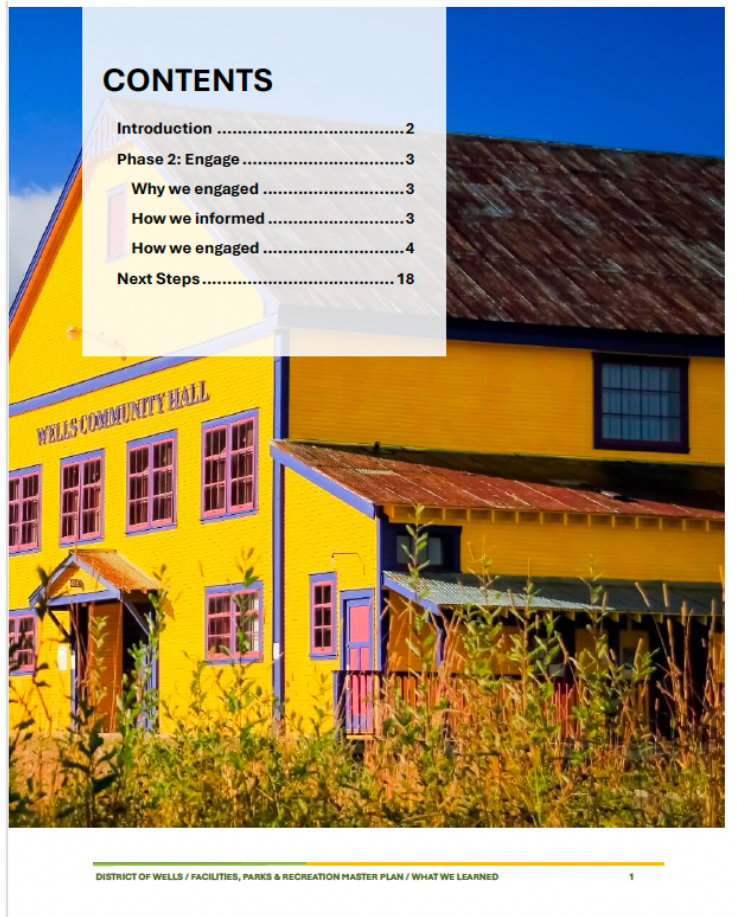 CONTENTS
Introduction ..................................... 2
Phase 2: Engage ................................ 3
Why we engaged ............................ 3
How we informed ........................... 3
How we engaged ............................ 4
Next Steps ...................................... 18
WELLS COMMUNITY HALL
DISTRICT OF WELLS / FACILITIES, PARKS & RECREATION MASTER PLAN / WHAT WE LEARNED 1